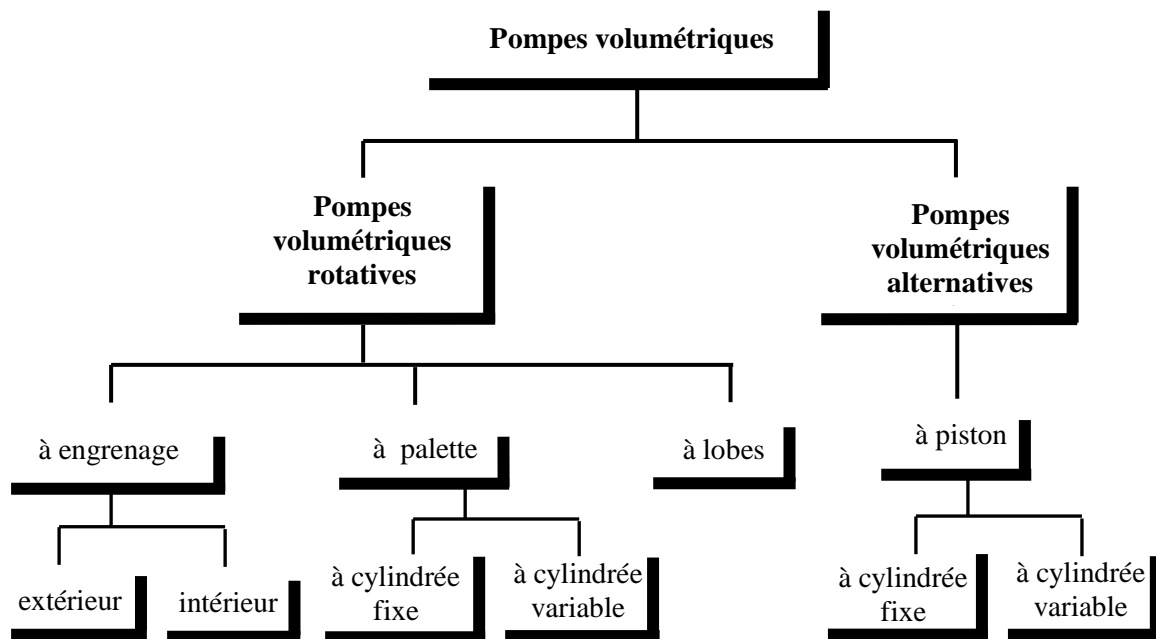 Pompes volumétriques
Pompes
volumétriques
rotatives
Pompes
volumétriques
alternatives
à engrenage
à palette
à lobes
à piston
extérieur
intérieur
à cylindrée
fixe
à cylindrée
variable
à cylindrée
fixe
à cylindrée
variable